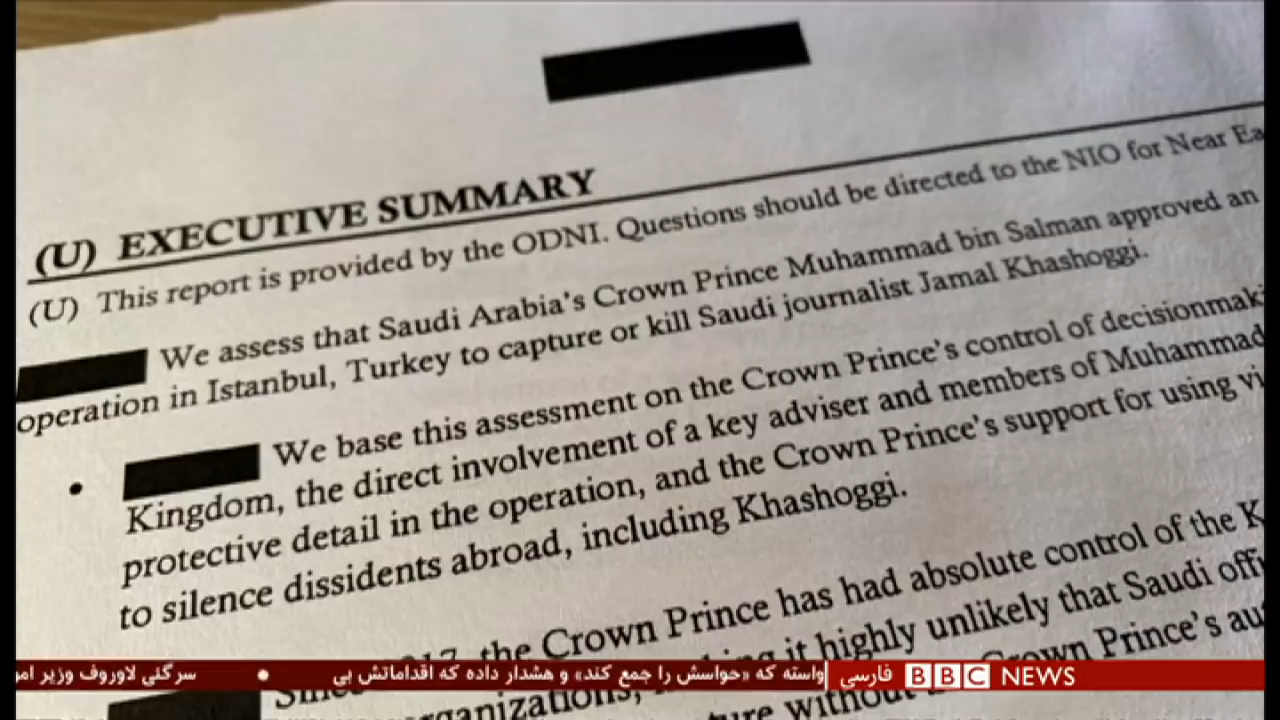 (U) EXECUTIVE SUMMARY
(U) This report is provided by the ODNI. Questions should be directed to the NIO for Near Ea
We assess that Saudi Arabia's Crown Prince Muhammad bin Salman approved an
operation in Istanbul, Turkey to capture or kill Saudi journalist Jamal Khashoggi.
• We base this assessment on the Crown Prince's control of decisionmaki
Kingdom, the direct involvement of a key adviser and members of Muhammad
protective detail in the operation, and the Crown Prince's support for using vi
to silence dissidents abroad, including Khashoggi.
the Crown Prince has had absolute control of the K
it highly unlikely that Saudi offi
Crown Prince's au
without
واسته که «حواسش را جمع کند» و هشدار داده که اقداماتش بی ● سرگئی لاوروف وزیر امو
BBC NEWS فارسی